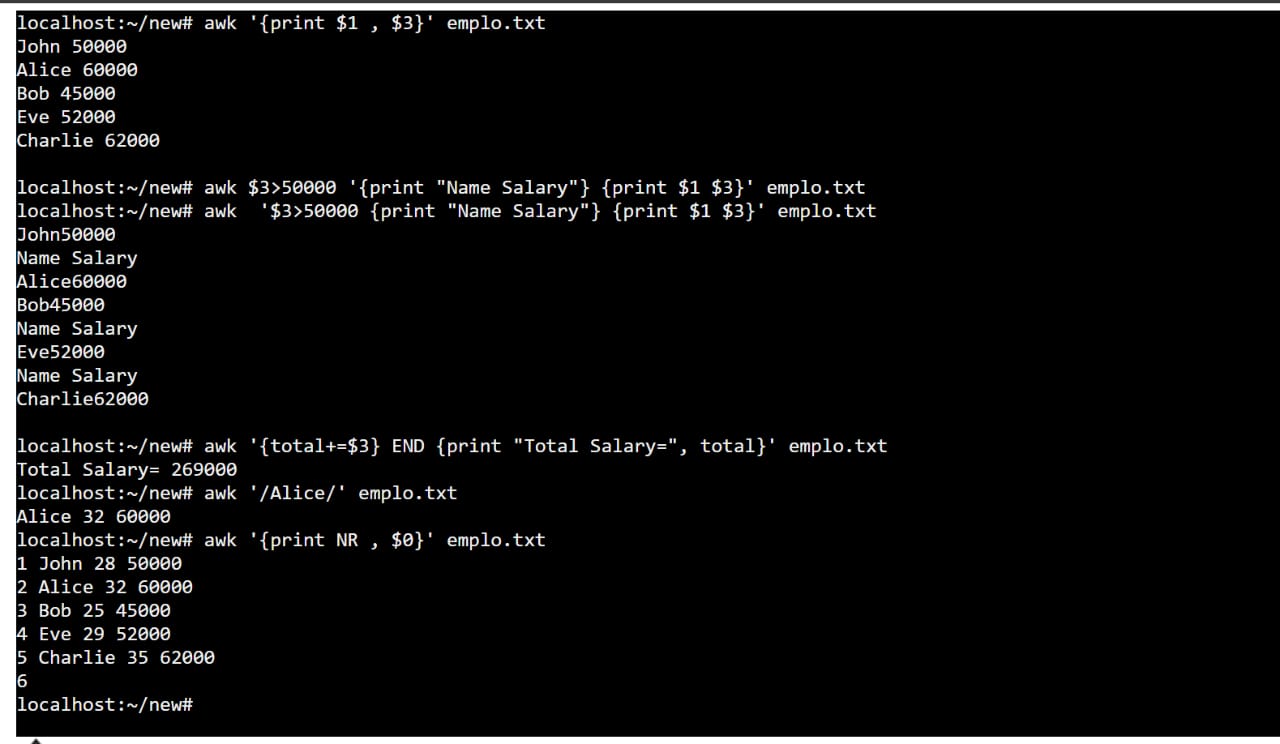 localhost:~/new# awk '{print $1 , $3}' emplo.txt
John 50000
Alice 60000
Bob 45000
Eve 52000
Charlie 62000
localhost:~/new# awk $3>50000 '{print "Name Salary"} {print $1 $3}' emplo.txt
localhost:~/new# awk  '$3>50000 {print "Name Salary"} {print $1 $3}' emplo.txt
John50000
Name Salary
Alice60000
Bob45000
Name Salary
Eve52000
Name Salary
Charlie62000
localhost:~/new# awk '{total+=$3} END {print "Total Salary=", total}' emplo.txt
Total Salary= 269000
localhost:~/new# awk '/Alice/' emplo.txt
Alice 32 60000
localhost:~/new# awk '{print NR , $0}' emplo.txt
1 John 28 50000
2 Alice 32 60000
3 Bob 25 45000
4 Eve 29 52000
5 Charlie 35 62000
6
localhost:~/new#